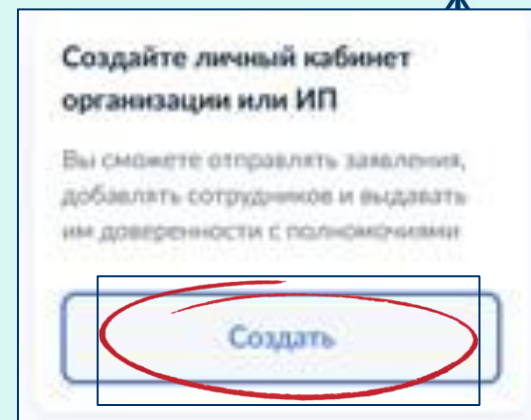 Создайте личный кабинет
организации или ИП
Вы сможете отправлять заявления,
добавлять сотрудников и выдавать
им доверенности с полномочиями
Создать